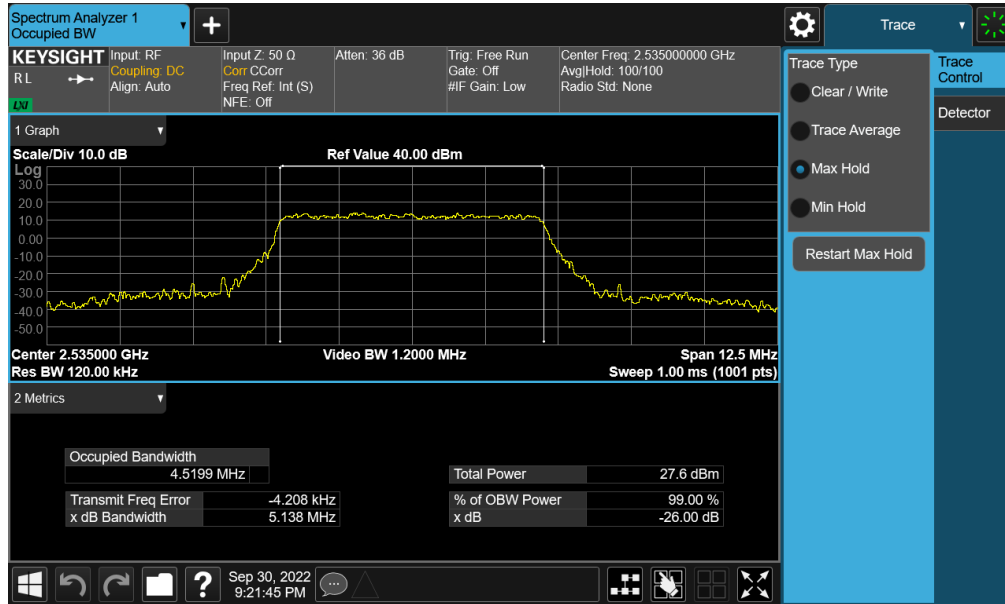 Spectrum Analyzer 1
Occupied BW
+
Trace
KEYSIGHT
R L
LXI
Input: RF
Coupling: DC
Align: Auto
Input Z: 50 Ω
Corr CCorr
Freq Ref: Int (S)
NFE: Off
Atten: 36 dB
Trig: Free Run
Gate: Off
#IF Gain: Low
Center Freq: 2.535000000 GHz
Avg|Hold: 100/100
Radio Std: None
Trace Type
Clear / Write
Trace Average
Max Hold
Min Hold
Restart Max Hold
Trace
Control
Detector
1 Graph
Scale/Div 10.0 dB
Ref Value 40.00 dBm
Log
30.0
20.0
10.0
0.00
-10.0
-20.0
-30.0
-40.0
-50.0
Center 2.535000 GHz
Video BW 1.2000 MHz
Span 12.5 MHz
Res BW 120.00 kHz
Sweep 1.00 ms (1001 pts)
2 Metrics
Occupied Bandwidth
4.5199 MHz
Total Power 27.6 dBm
Transmit Freq Error -4.208 kHz
% of OBW Power 99.00 %
x dB Bandwidth 5.138 MHz
x dB -26.00 dB
?
Sep 30, 2022
9:21:45 PM